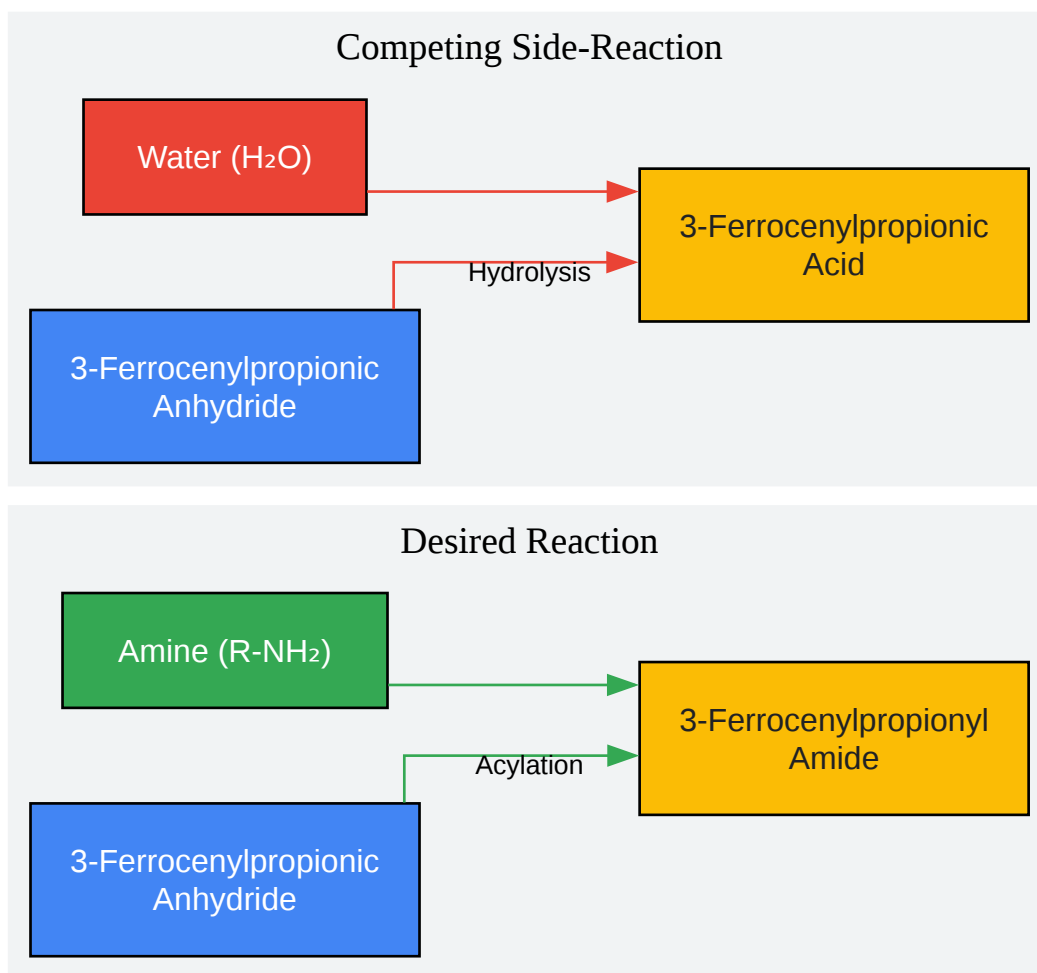 Competing Side-Reaction
Water (H₂O)
3-Ferrocenylpropionic
Acid
Hydrolysis
3-Ferrocenylpropionic
Anhydride
Desired Reaction
Amine (R-NH₂)
3-Ferrocenylpropionyl
Amide
Acylation
3-Ferrocenylpropionic
Anhydride